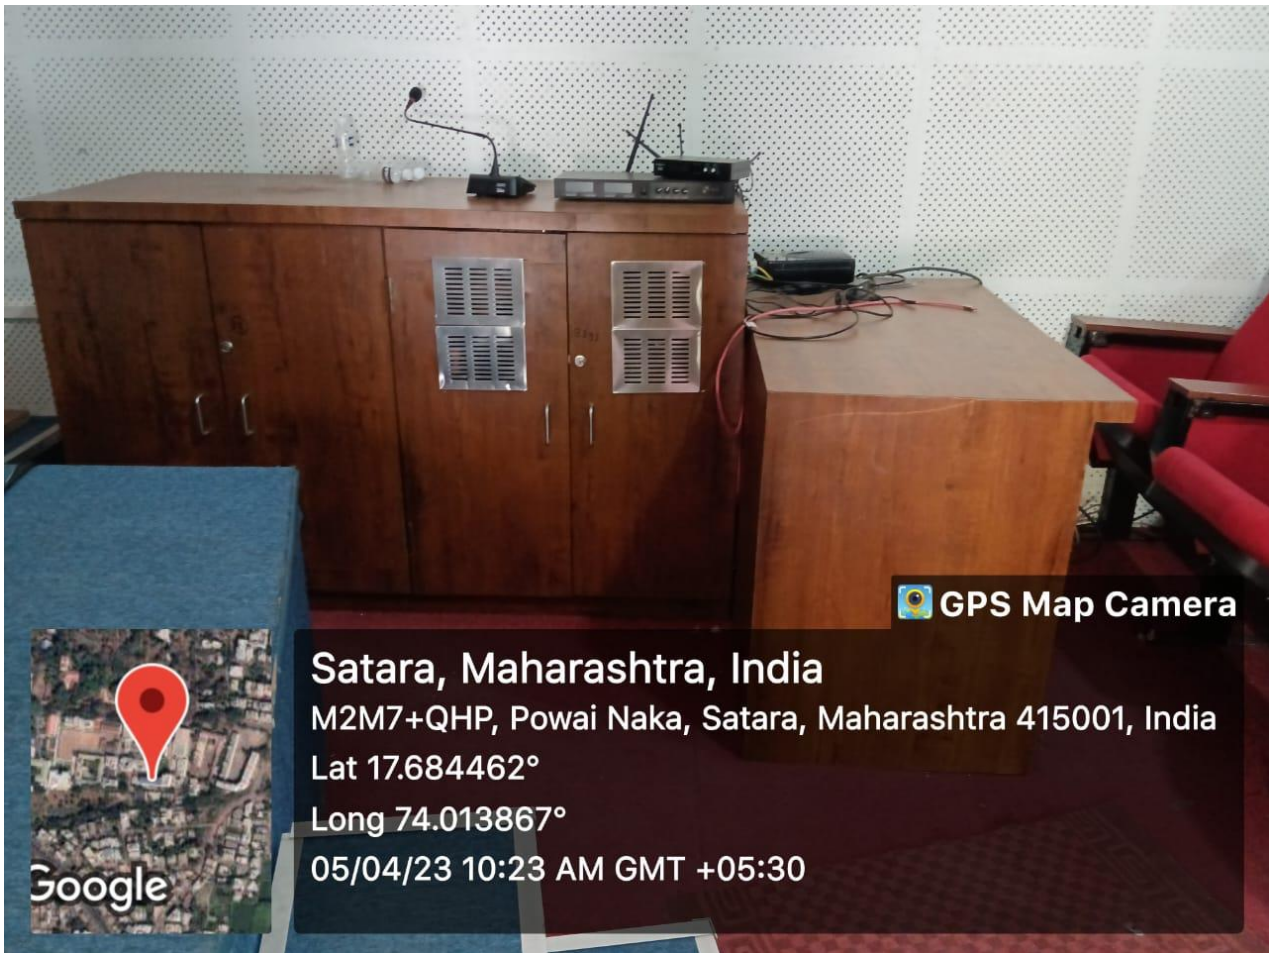 GPS Map Camera
Satara, Maharashtra, India
M2M7+QHP, Powai Naka, Satara, Maharashtra 415001, India
Lat 17.684462°
Long 74.013867°
05/04/23 10:23 AM GMT +05:30
Google